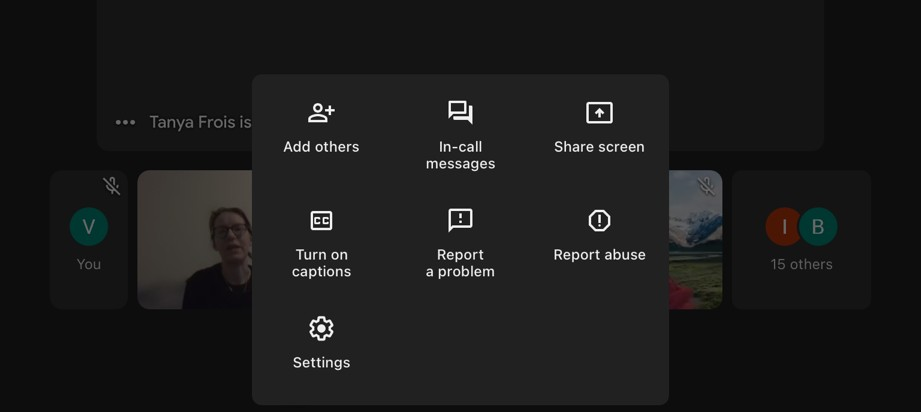 Tanya Frois is
Add others
In-call
messages
Share screen
CC
Turn on
captions
Report
a problem
Report abuse
Settings
V
You
I
B
15 others